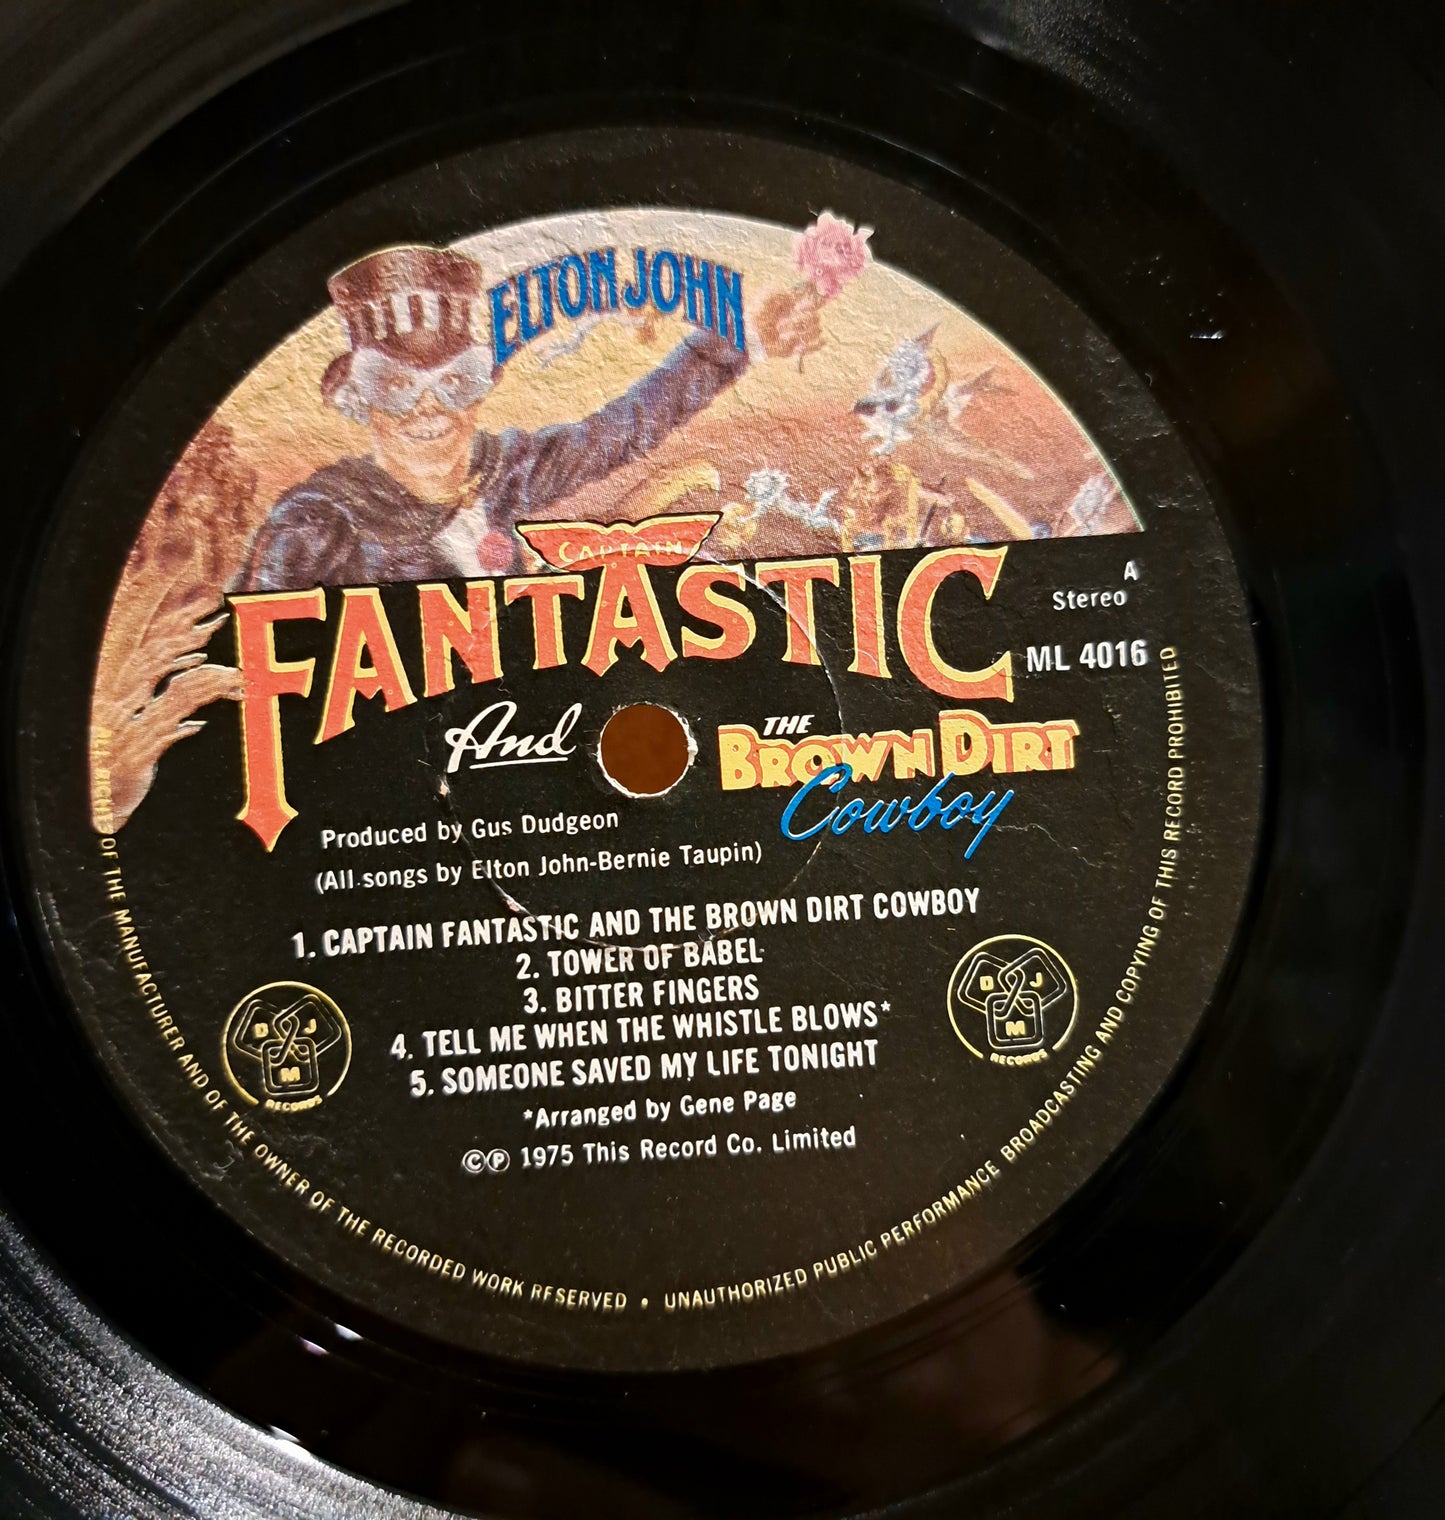 ELTON JOHN
CAPTAIN
FANTASTIC
A
Stereo
ML 4016
And
THE
BROWN DIRT
Cowboy
Produced by Gus Dudgeon
(All songs by Elton John-Bernie Taupin)
1. CAPTAIN FANTASTIC AND THE BROWN DIRT COWBOY
2. TOWER OF BABEL
3. BITTER FINGERS
4. TELL ME WHEN THE WHISTLE BLOWS*
5. SOMEONE SAVED MY LIFE TONIGHT
*Arranged by Gene Page
©℗ 1975 This Record Co. Limited
D J
M
RECORDS
D J
M
RECORDS
ALL RIGHTS OF THE MANUFACTURER AND OF THE OWNER OF THE RECORDED WORK RESERVED • UNAUTHORIZED PUBLIC PERFORMANCE BROADCASTING AND COPYING OF THIS RECORD PROHIBITED